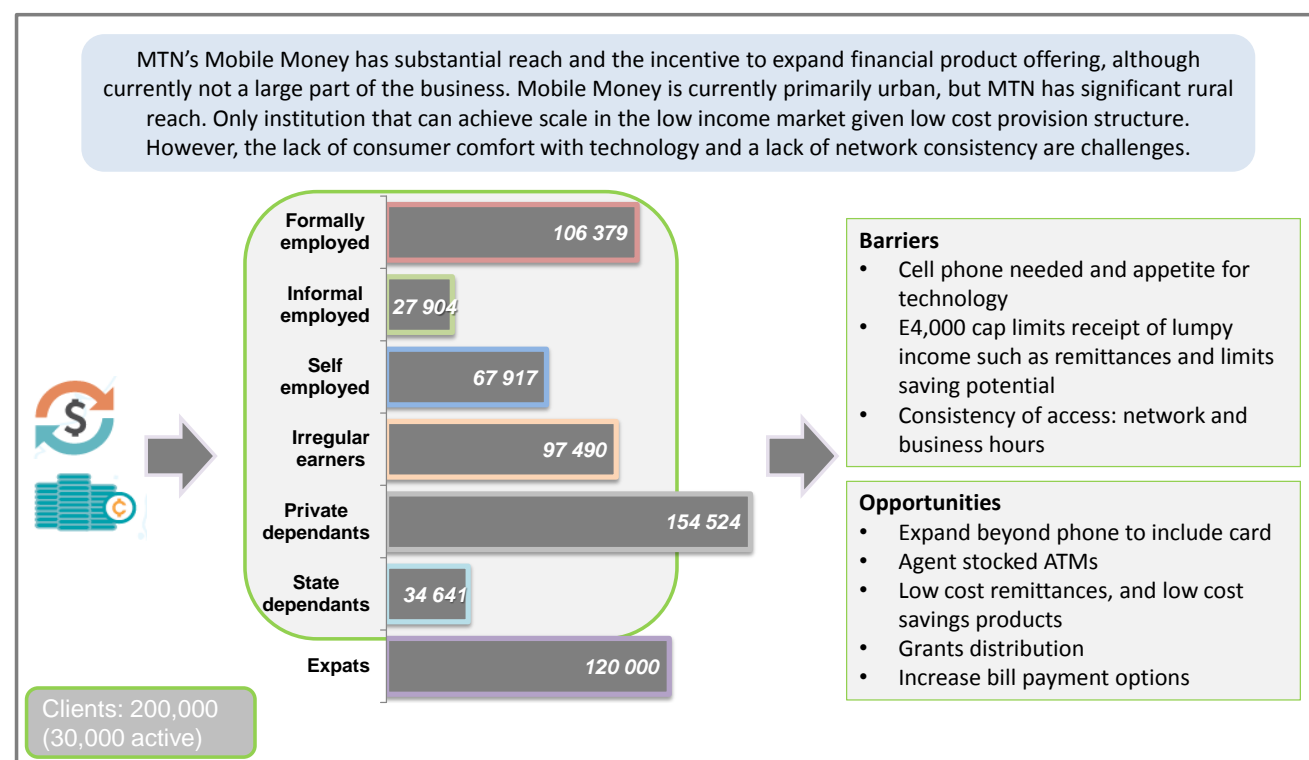 MTN’s Mobile Money has substantial reach and the incentive to expand financial product offering, although
currently not a large part of the business. Mobile Money is currently primarily urban, but MTN has significant rural
reach. Only institution that can achieve scale in the low income market given low cost provision structure.
However, the lack of consumer comfort with technology and a lack of network consistency are challenges.
Formally
employed
106 379
Informal
employed
27 904
Self
employed
67 917
Irregular
earners
97 490
Private
dependants
154 524
State
dependants
34 641
Expats
120 000
$
¢
Clients: 200,000
(30,000 active)
Barriers
• Cell phone needed and appetite for
technology
• E4,000 cap limits receipt of lumpy
income such as remittances and limits
saving potential
• Consistency of access: network and
business hours
Opportunities
• Expand beyond phone to include card
• Agent stocked ATMs
• Low cost remittances, and low cost
savings products
• Grants distribution
• Increase bill payment options